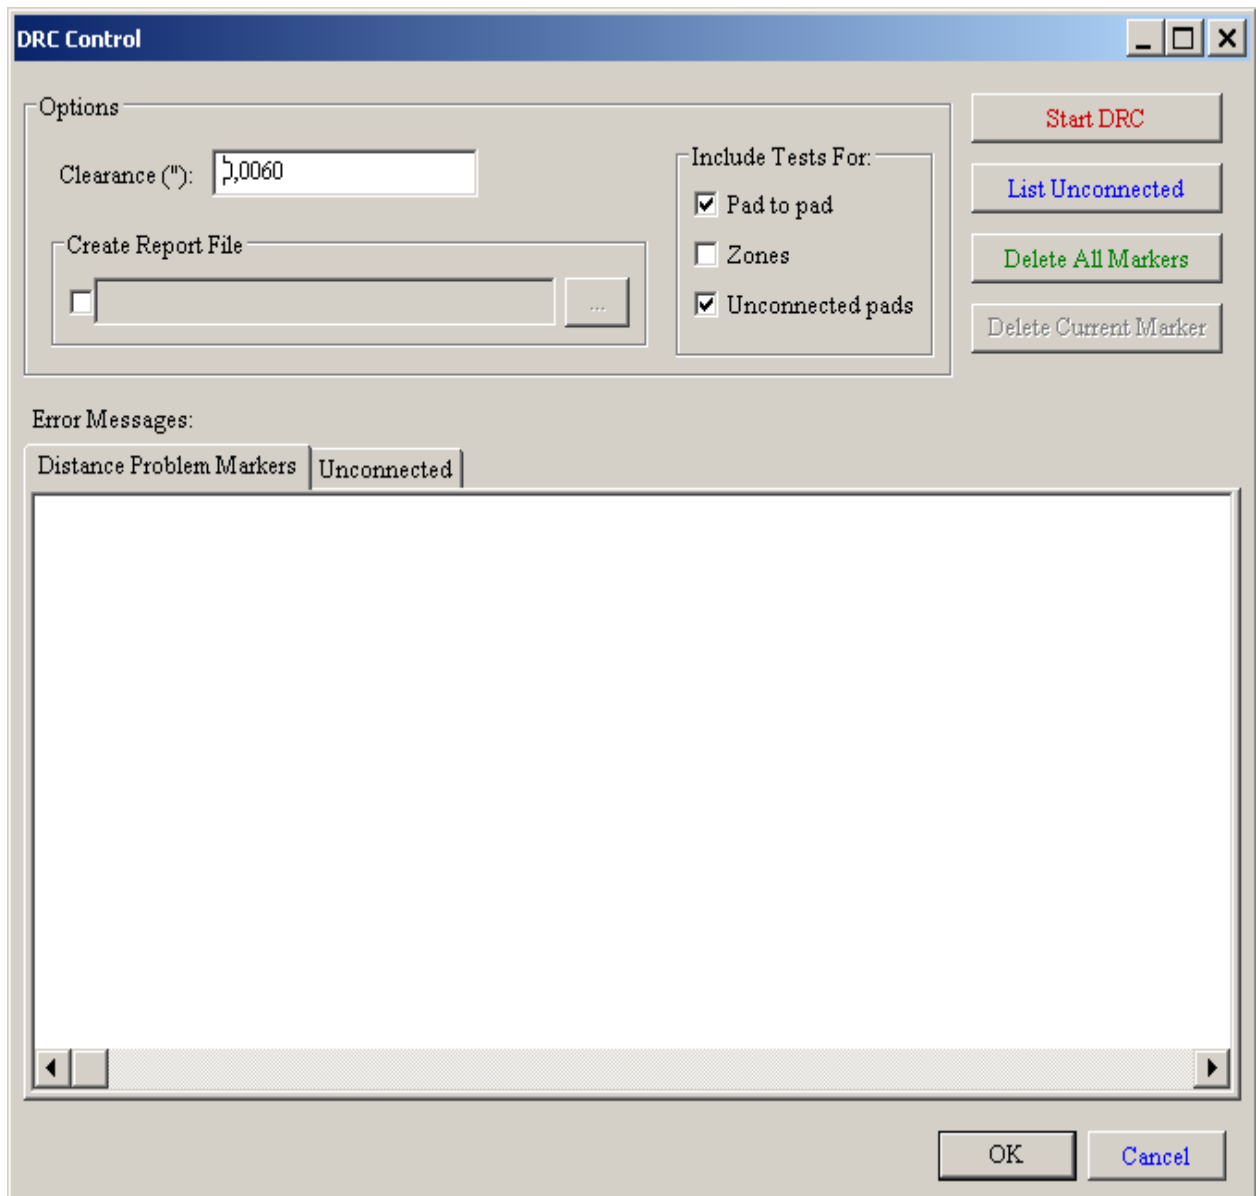 DRC Control
Options
Clearance ("):
0,0060
Create Report File
...
Include Tests For:
Pad to pad
Zones
Unconnected pads
Start DRC
List Unconnected
Delete All Markers
Delete Current Marker
Error Messages:
Distance Problem Markers
Unconnected
OK
Cancel